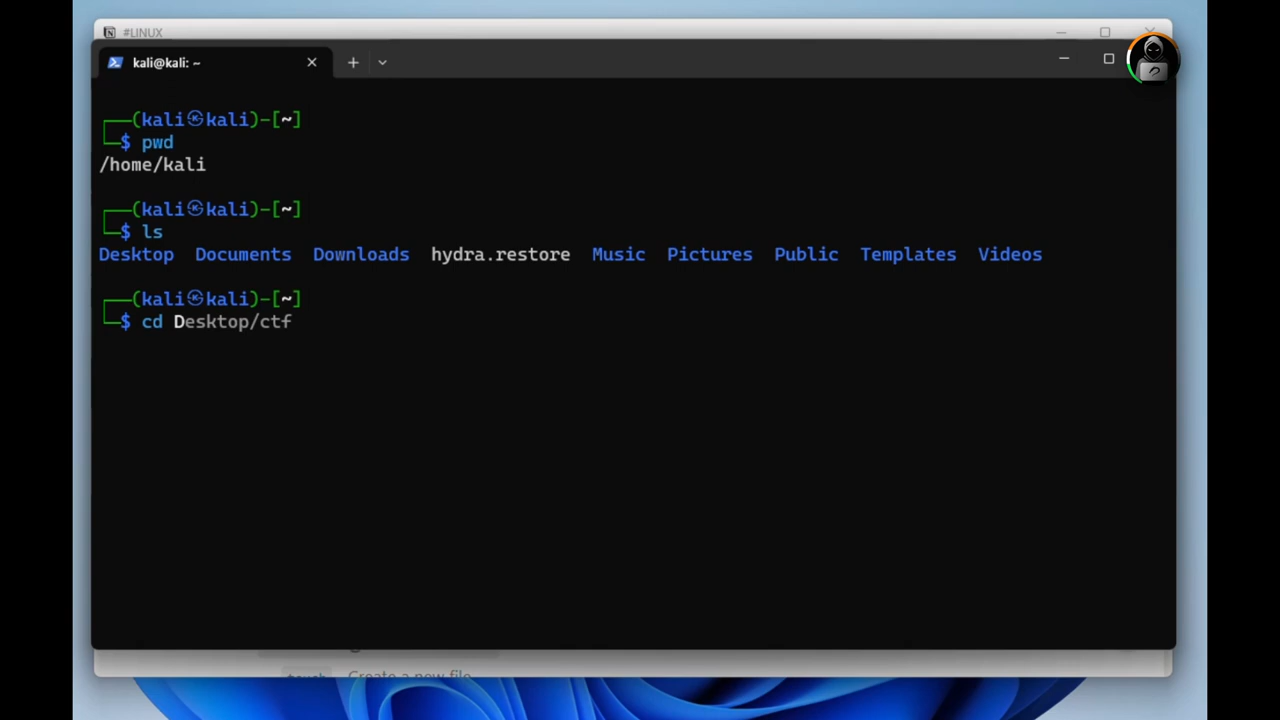 #LINUX
kali@kali: ~
┌──(kali㉿kali)-[~]
└─$ pwd
/home/kali
┌──(kali㉿kali)-[~]
└─$ ls
Desktop Documents Downloads hydra.restore Music Pictures Public Templates Videos
┌──(kali㉿kali)-[~]
└─$ cd Desktop/ctf
touch Create a new file